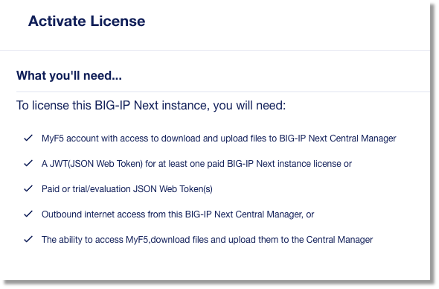 Activate License
What you'll need...
To license this BIG-IP Next instance, you will need:
MyF5 account with access to download and upload files to BIG-IP Next Central Manager
A JWT(JSON Web Token) for at least one paid BIG-IP Next instance license or
Paid or trial/evaluation JSON Web Token(s)
Outbound internet access from this BIG-IP Next Central Manager, or
The ability to access MyF5,download files and upload them to the Central Manager